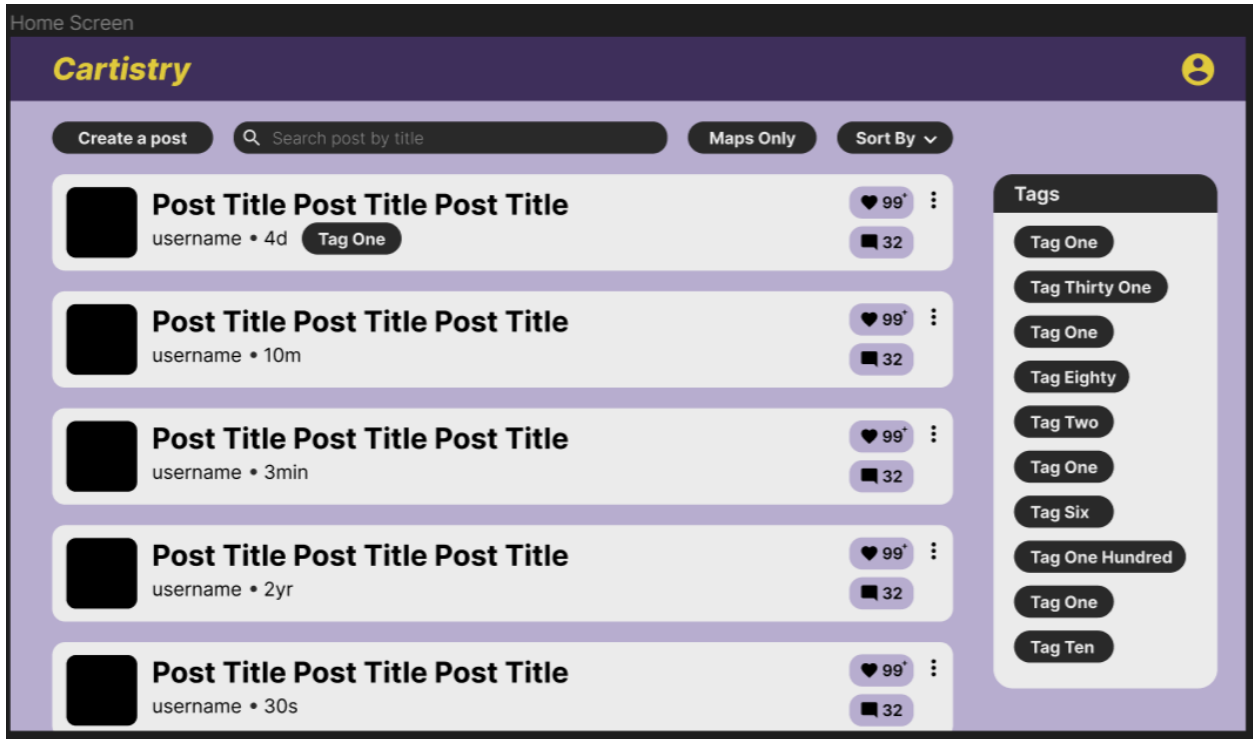 Home Screen
Cartistry
Create a post
Search post by title
Maps Only
Sort By
Post Title Post Title Post Title
username • 4d
Tag One
99+
32
Post Title Post Title Post Title
username • 10m
99+
32
Post Title Post Title Post Title
username • 3min
99+
32
Post Title Post Title Post Title
username • 2yr
99+
32
Post Title Post Title Post Title
username • 30s
99+
32
Tags
Tag One
Tag Thirty One
Tag One
Tag Eighty
Tag Two
Tag One
Tag Six
Tag One Hundred
Tag One
Tag Ten